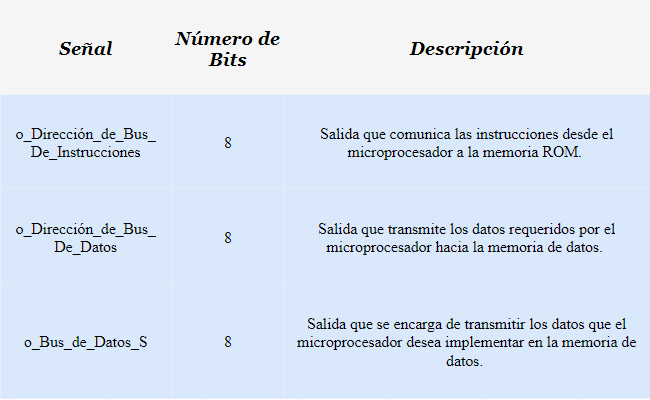 Señal
Número de
Bits
Descripción
o_Dirección_de_Bus_
De_Instrucciones
8
Salida que comunica las instrucciones desde el
microprocesador a la memoria ROM.
o_Dirección_de_Bus_
De_Datos
8
Salida que transmite los datos requeridos por el
microprocesador hacia la memoria de datos.
o_Bus_de_Datos_S
8
Salida que se encarga de transmitir los datos que el
microprocesador desea implementar en la memoria de
datos.